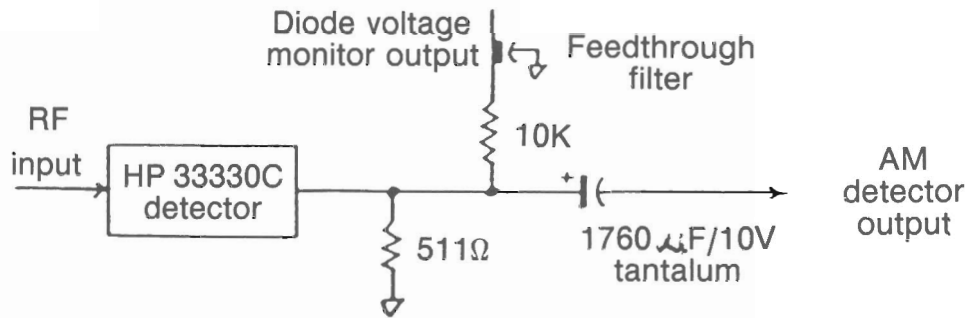 Diode voltage
monitor output
Feedthrough
filter
10K
RF
input
HP 33330C
detector
511Ω
1760 μF/10V
tantalum
AM
detector
output